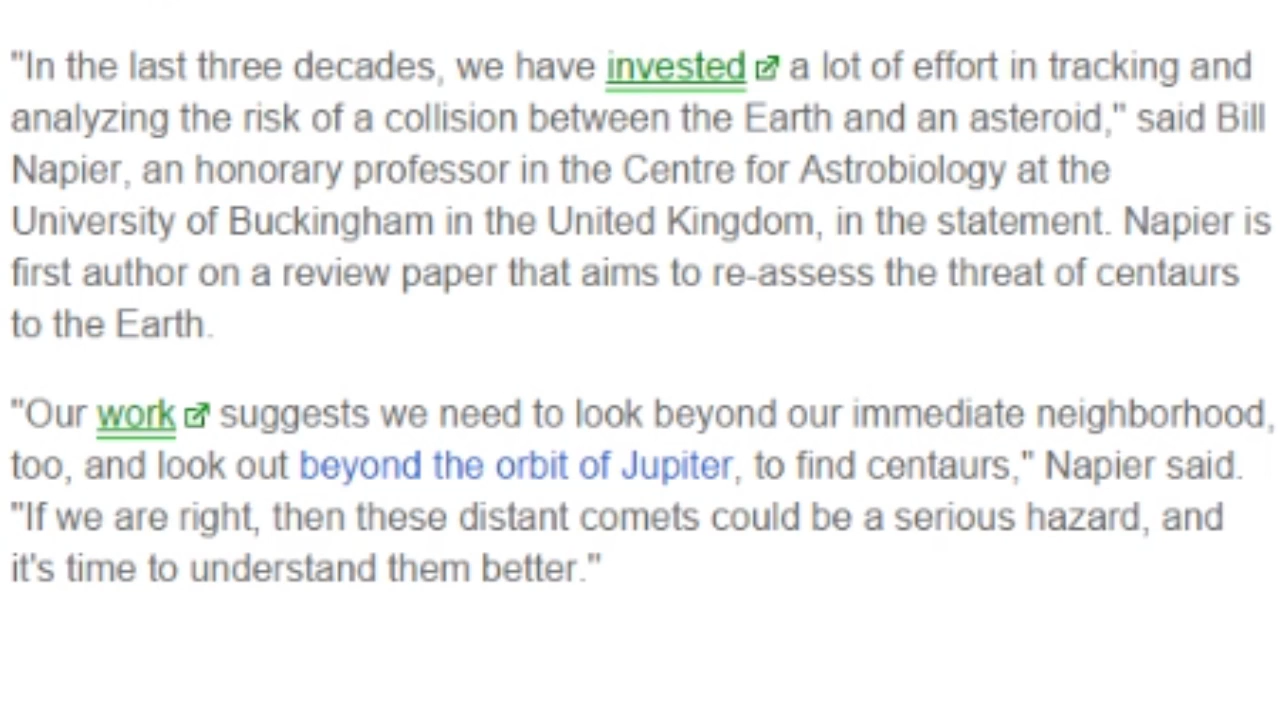 "In the last three decades, we have invested a lot of effort in tracking and
analyzing the risk of a collision between the Earth and an asteroid," said Bill
Napier, an honorary professor in the Centre for Astrobiology at the
University of Buckingham in the United Kingdom, in the statement. Napier is
first author on a review paper that aims to re-assess the threat of centaurs
to the Earth.
"Our work suggests we need to look beyond our immediate neighborhood,
too, and look out beyond the orbit of Jupiter, to find centaurs," Napier said.
"If we are right, then these distant comets could be a serious hazard, and
it's time to understand them better."